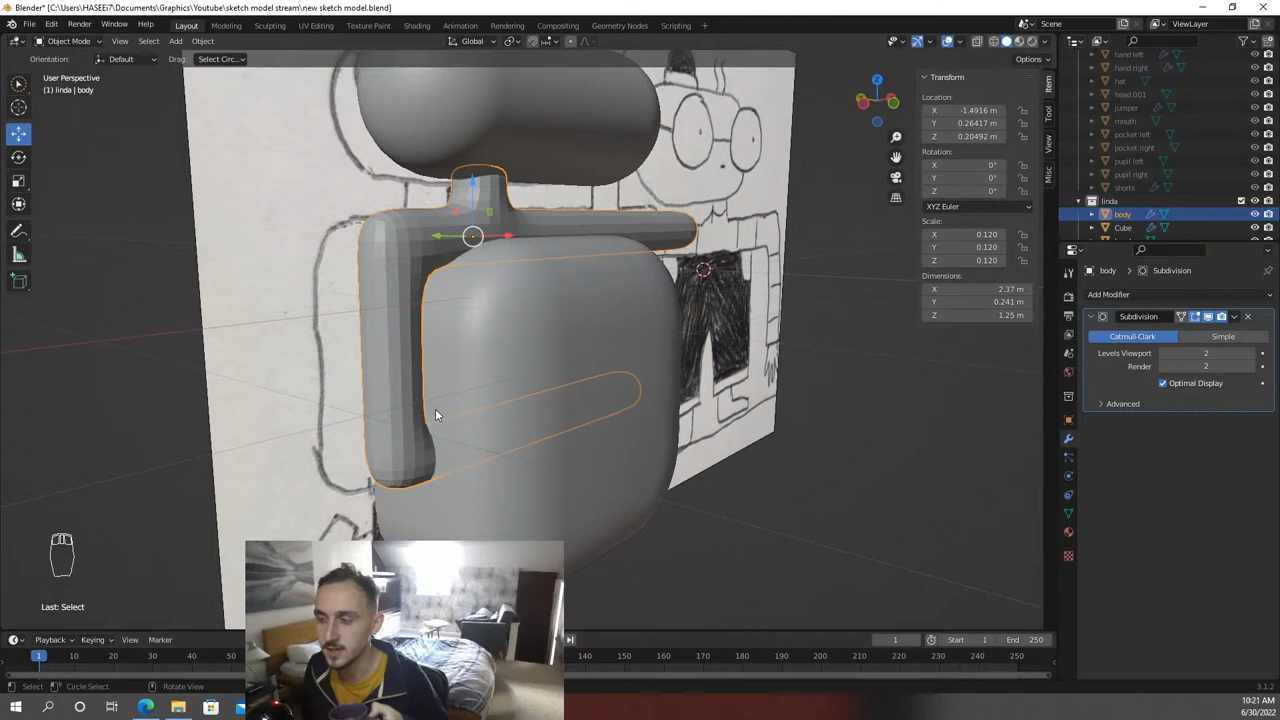 Blender* [C:\Users\HASEEi7\Documents\Graphics\Youtube\sketch model stream\new sketch model.blend]
File Edit Render Window Help Layout Modeling Sculpting UV Editing Texture Paint Shading Animation Rendering Compositing Geometry Nodes Scripting Scene ViewLayer
Object Mode View Select Add Object Global
Orientation: Default Drag: Select Circ... Options
User Perspective
(1) linda | body
Transform
Location:
X -1.4916 m
Y 0.26417 m
Z 0.20492 m
Rotation:
X 0°
Y 0°
Z 0°
XYZ Euler
Scale:
X 0.120
Y 0.120
Z 0.120
Dimensions:
X 2.37 m
Y 0.241 m
Z 1.25 m
Item
Tool
View
Misc
Z
hand left
hand right
hat
head.001
jumper
mouth
pocket left
pocket right
pupil left
pupil right
shorts
linda
body
Cube
body Subdivision
Add Modifier
Subdivision
Catmull-Clark Simple
Levels Viewport 2
Render 2
Optimal Display
Advanced
Last: Select
Playback Keying View Marker 1 Start 1 End 250
1 10 20 30 40 140 150 160 170 180 190 200 210 220 230 240 250
Select Circle Select Rotate View 3.1.2
10:21 AM
6/30/2022